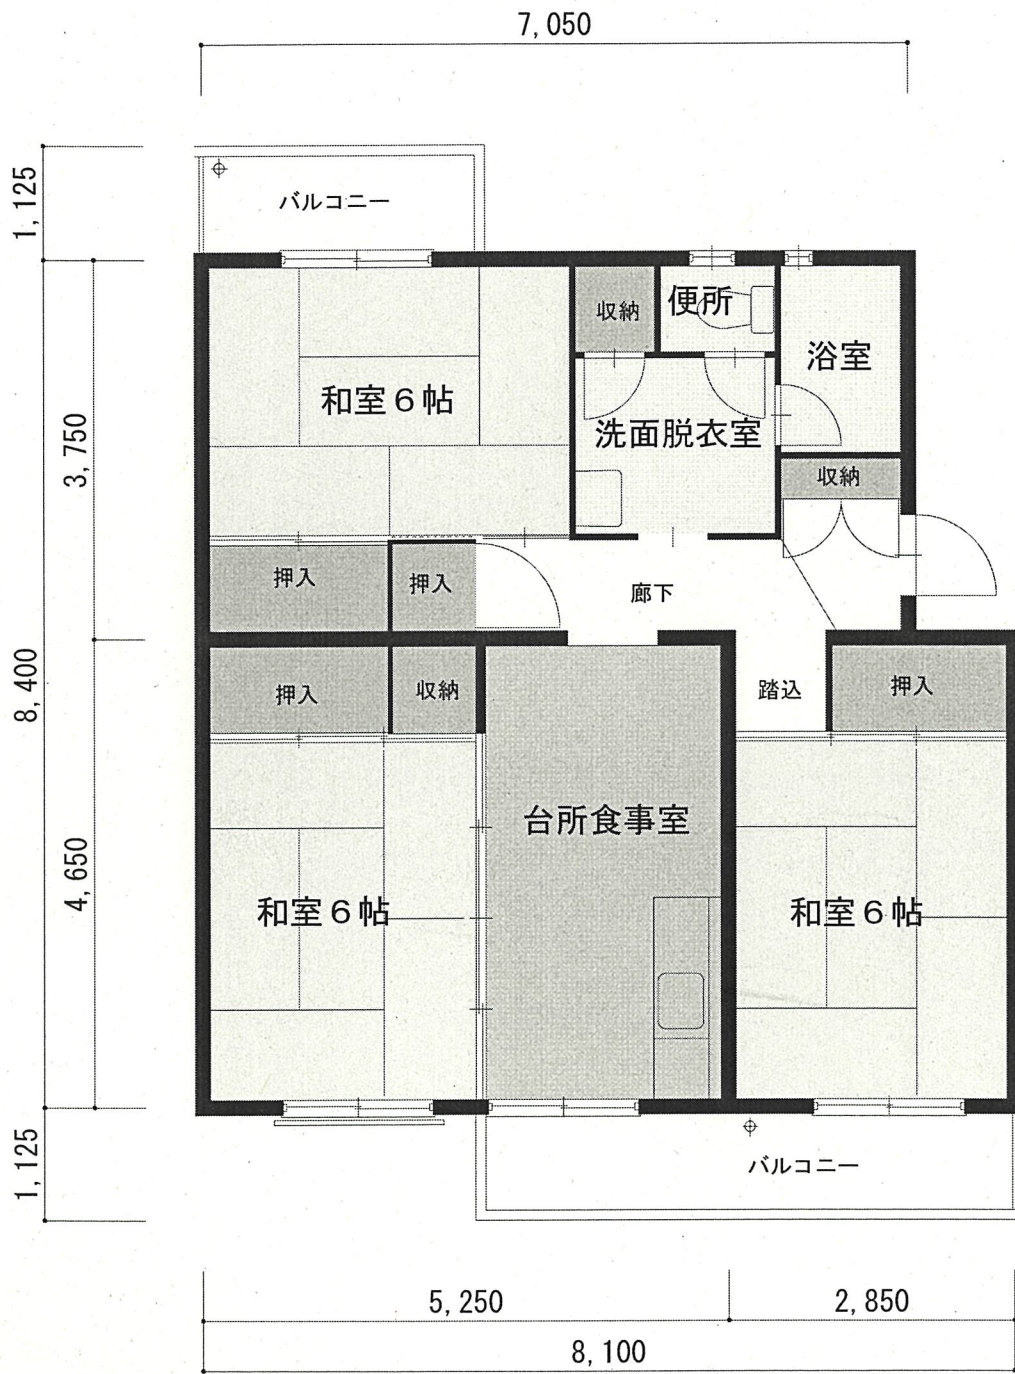 7,050
1,125
バルコニー
収納
便所
浴室
和室6帖
洗面脱衣室
3,750
収納
押入
押入
廊下
8,400
押入
収納
踏込
押入
台所食事室
4,650
和室6帖
和室6帖
1,125
バルコニー
5,250
2,850
8,100